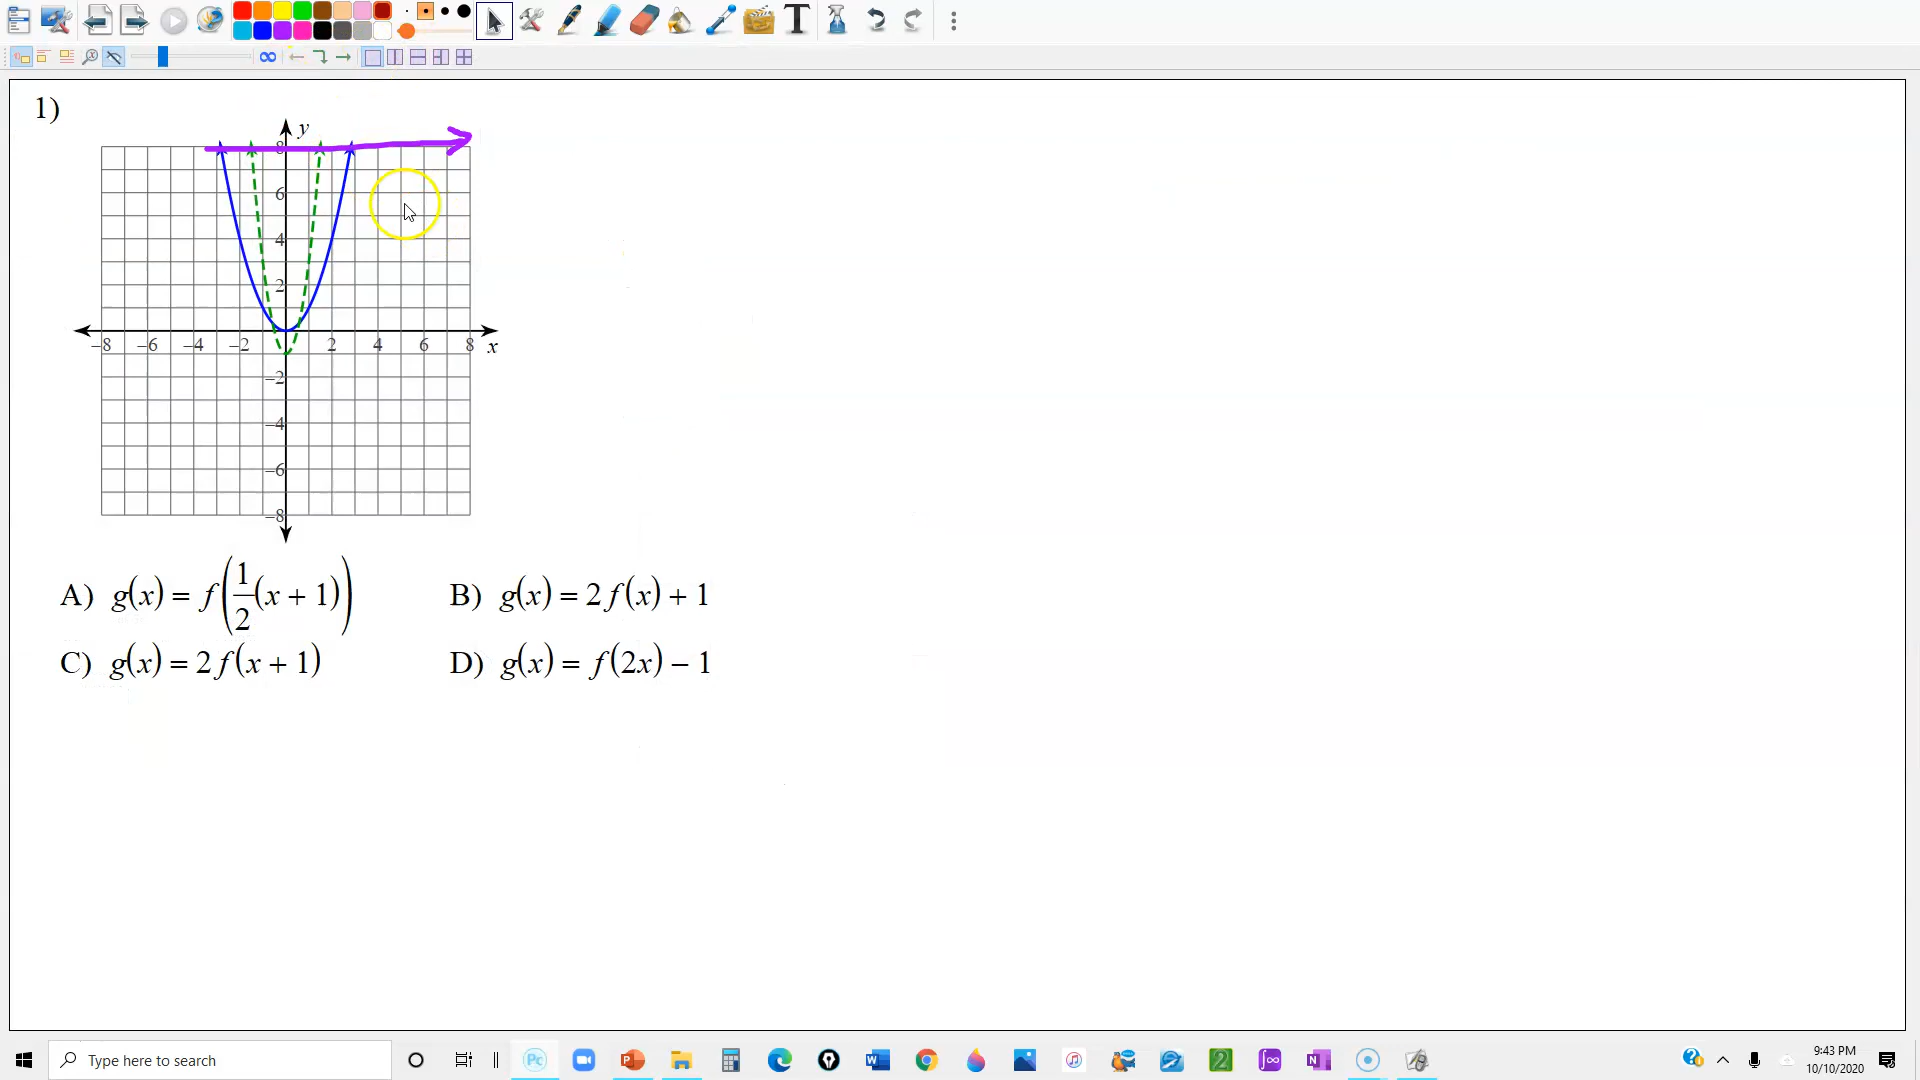 1)
y
8
6
4
2
−8 −6 −4 −2 2 4 6 8 x
−2
−4
−6
−8
A) g(x) = f(1/2(x + 1)) B) g(x) = 2f(x) + 1
C) g(x) = 2f(x + 1) D) g(x) = f(2x) − 1
Type here to search
9:43 PM
10/10/2020